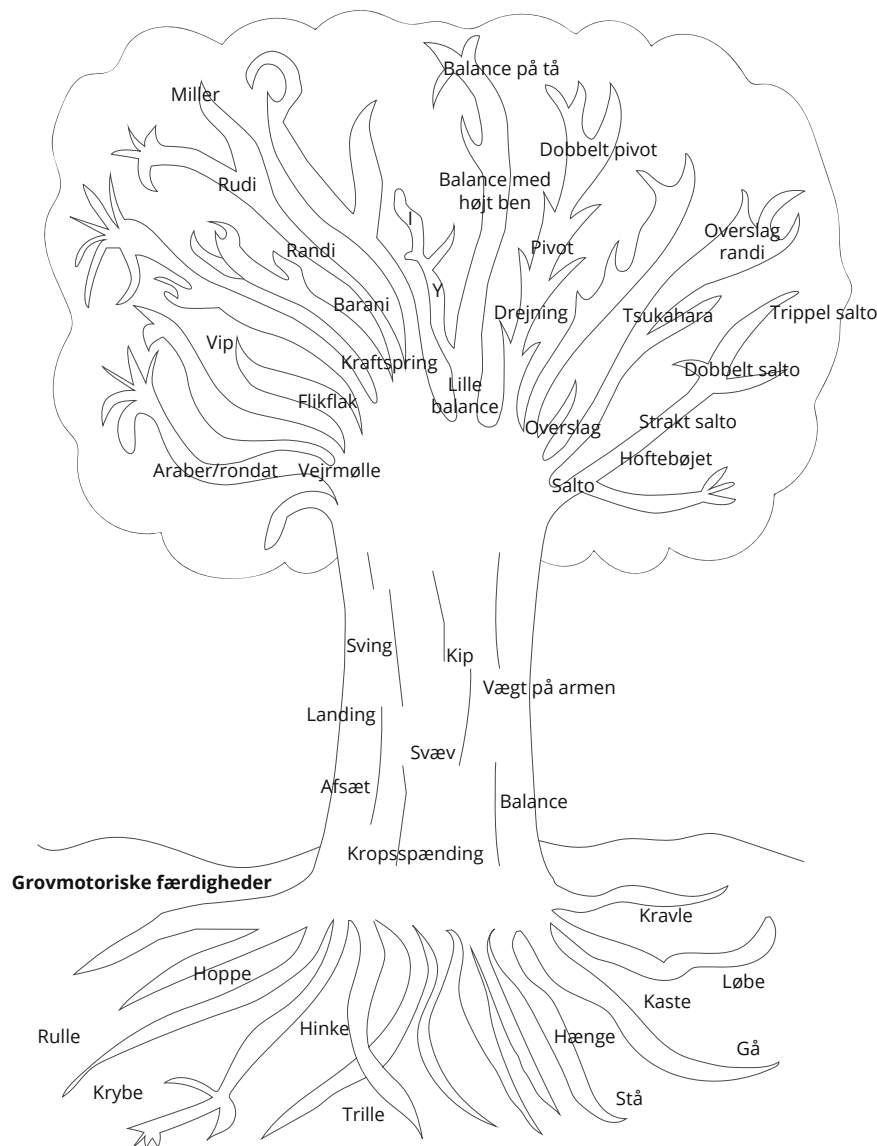 Balance på tå
Miller
Dobbelt pivot
Rudi
Balance med
højt ben
I
Overslag
randi
Randi
Pivot
Y
Barani
Drejning
Tsukahara
Trippel salto
Vip
Kraftspring
Dobbelt salto
Lille
balance
Flikflak
Strakt salto
Overslag
Hoftebøjet
Araber/rondat
Vejrmølle
Salto
Sving
Kip
Vægt på armen
Landing
Svæv
Afsæt
Balance
Kropsspænding
Grovmotoriske færdigheder
Kravle
Hoppe
Løbe
Kaste
Hinke
Rulle
Hænge
Gå
Krybe
Stå
Trille